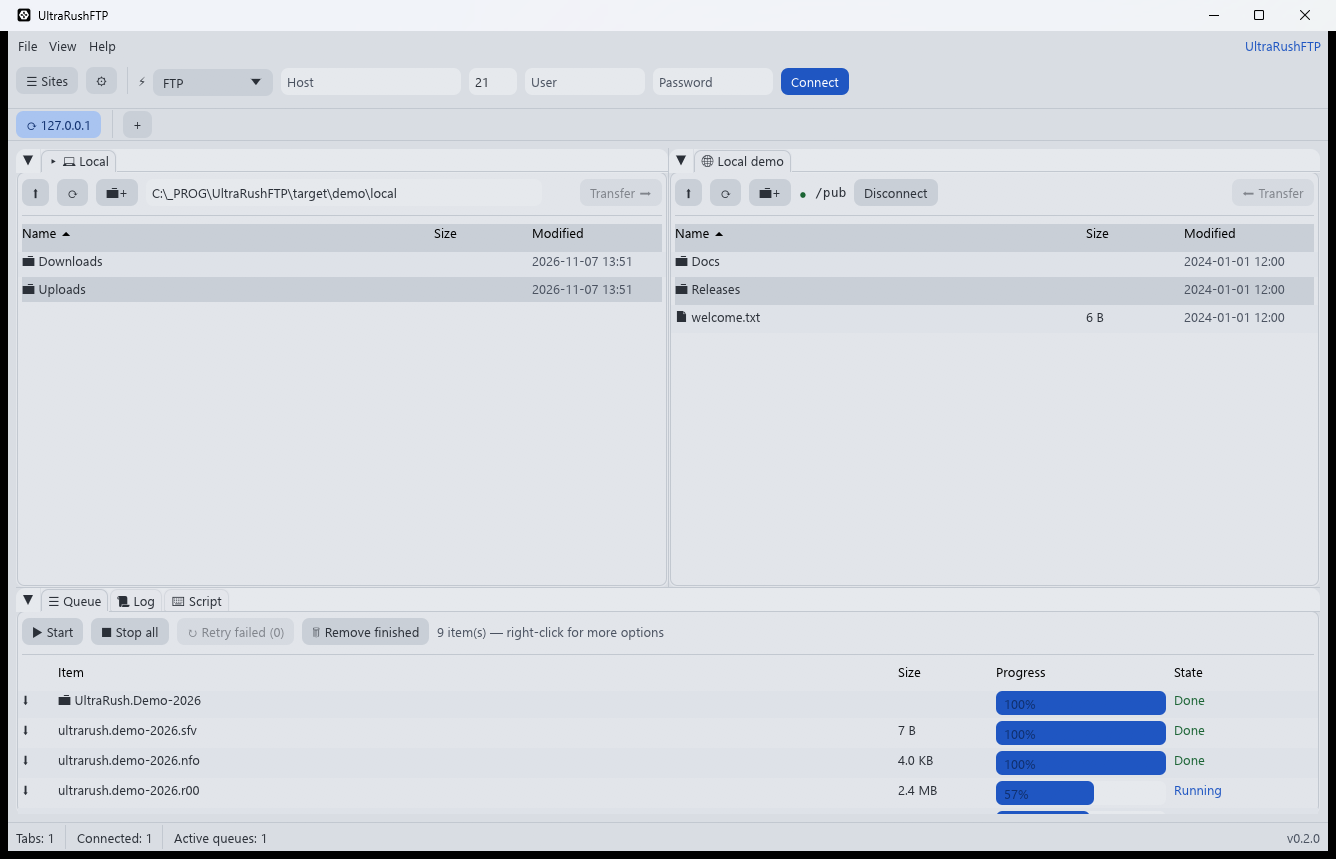 UltraRushFTP
File View Help UltraRushFTP
Sites FTP Host 21 User Password Connect
127.0.0.1 +
Local
C:\_PROG\UltraRushFTP\target\demo\local Transfer
Name Size Modified
Downloads 2026-11-07 13:51
Uploads 2026-11-07 13:51
Local demo
/pub Disconnect Transfer
Name Size Modified
Docs 2024-01-01 12:00
Releases 2024-01-01 12:00
welcome.txt 6 B 2024-01-01 12:00
Queue Log Script
Start Stop all Retry failed (0) Remove finished 9 item(s) — right-click for more options
Item Size Progress State
UltraRush.Demo-2026 100% Done
ultrarush.demo-2026.sfv 7 B 100% Done
ultrarush.demo-2026.nfo 4.0 KB 100% Done
ultrarush.demo-2026.r00 2.4 MB 57% Running
Tabs: 1 Connected: 1 Active queues: 1 v0.2.0